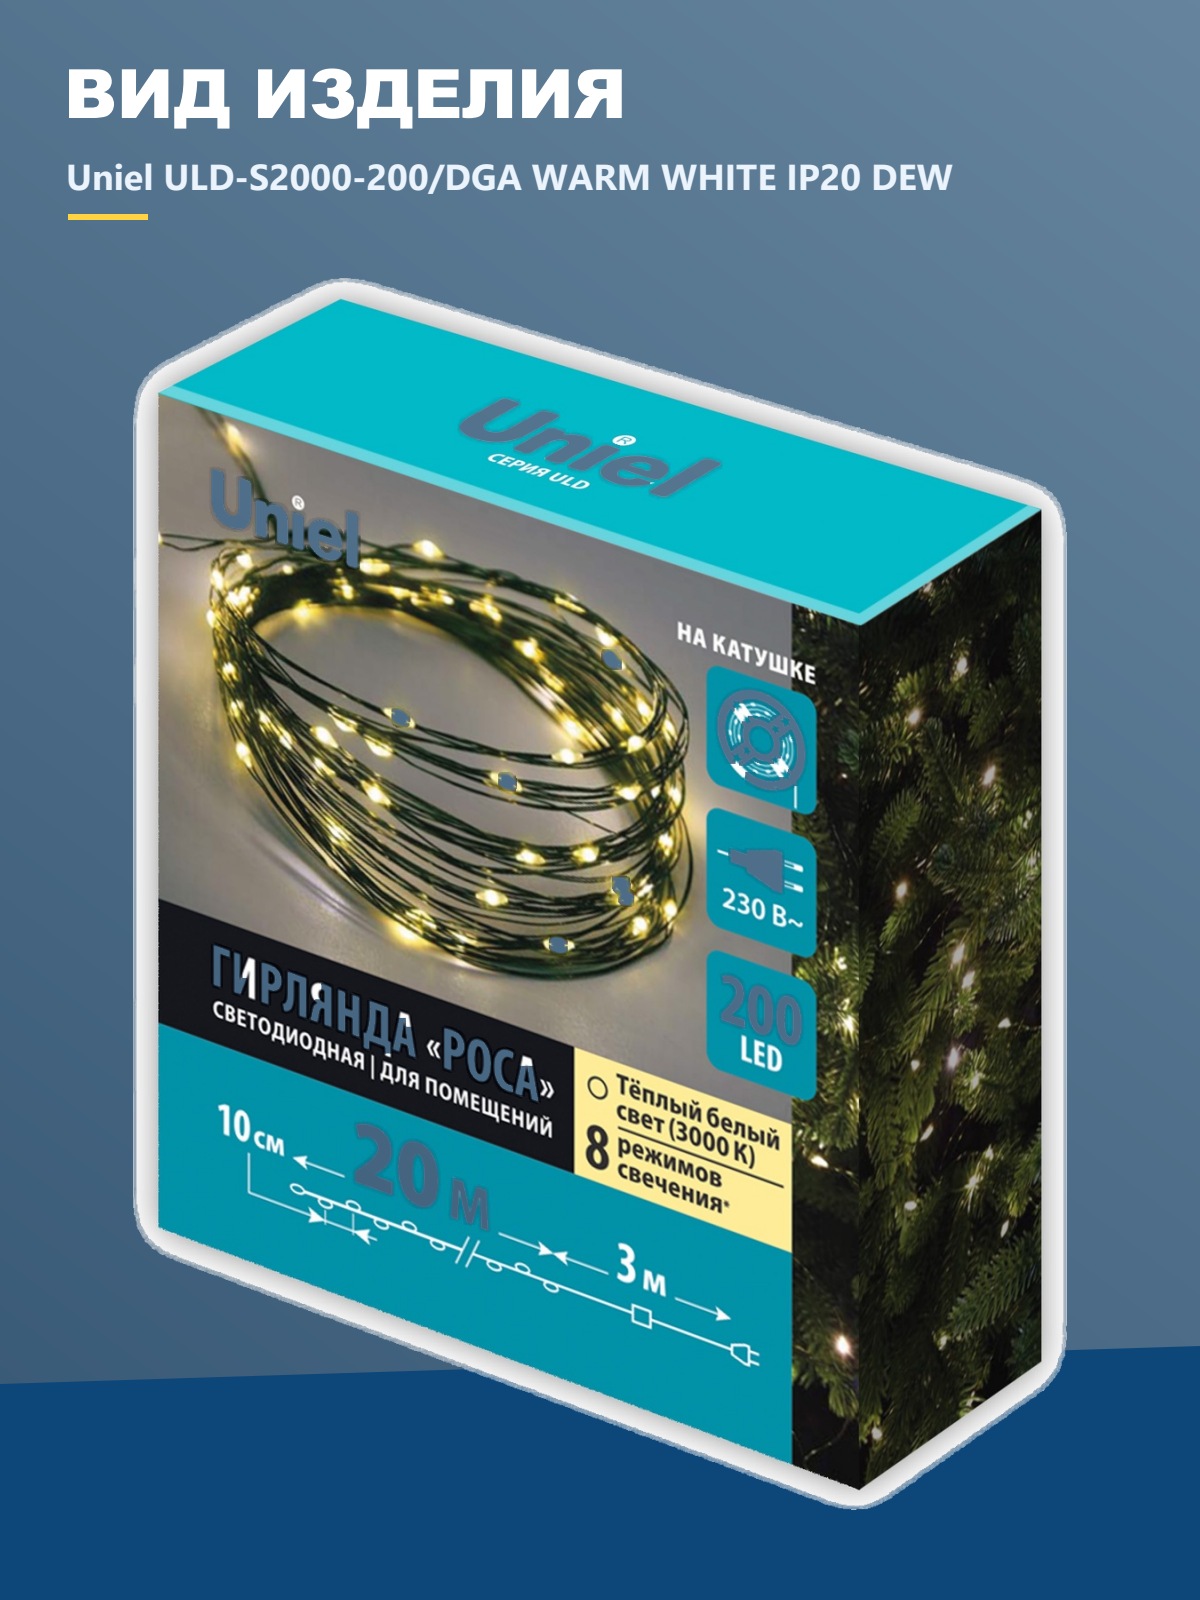 ВИД ИЗДЕЛИЯ
Uniel ULD-S2000-200/DGA WARM WHITE IP20 DEW
Uniel®
СЕРИЯ ULD
Uniel®
НА КАТУШКЕ
230 В~
200
LED
ГИРЛЯНДА «РОСА»
СВЕТОДИОДНАЯ | ДЛЯ ПОМЕЩЕНИЙ
Тёплый белый
свет (3000 К)
8 режимов
свечения*
10 см
20 м
3 м